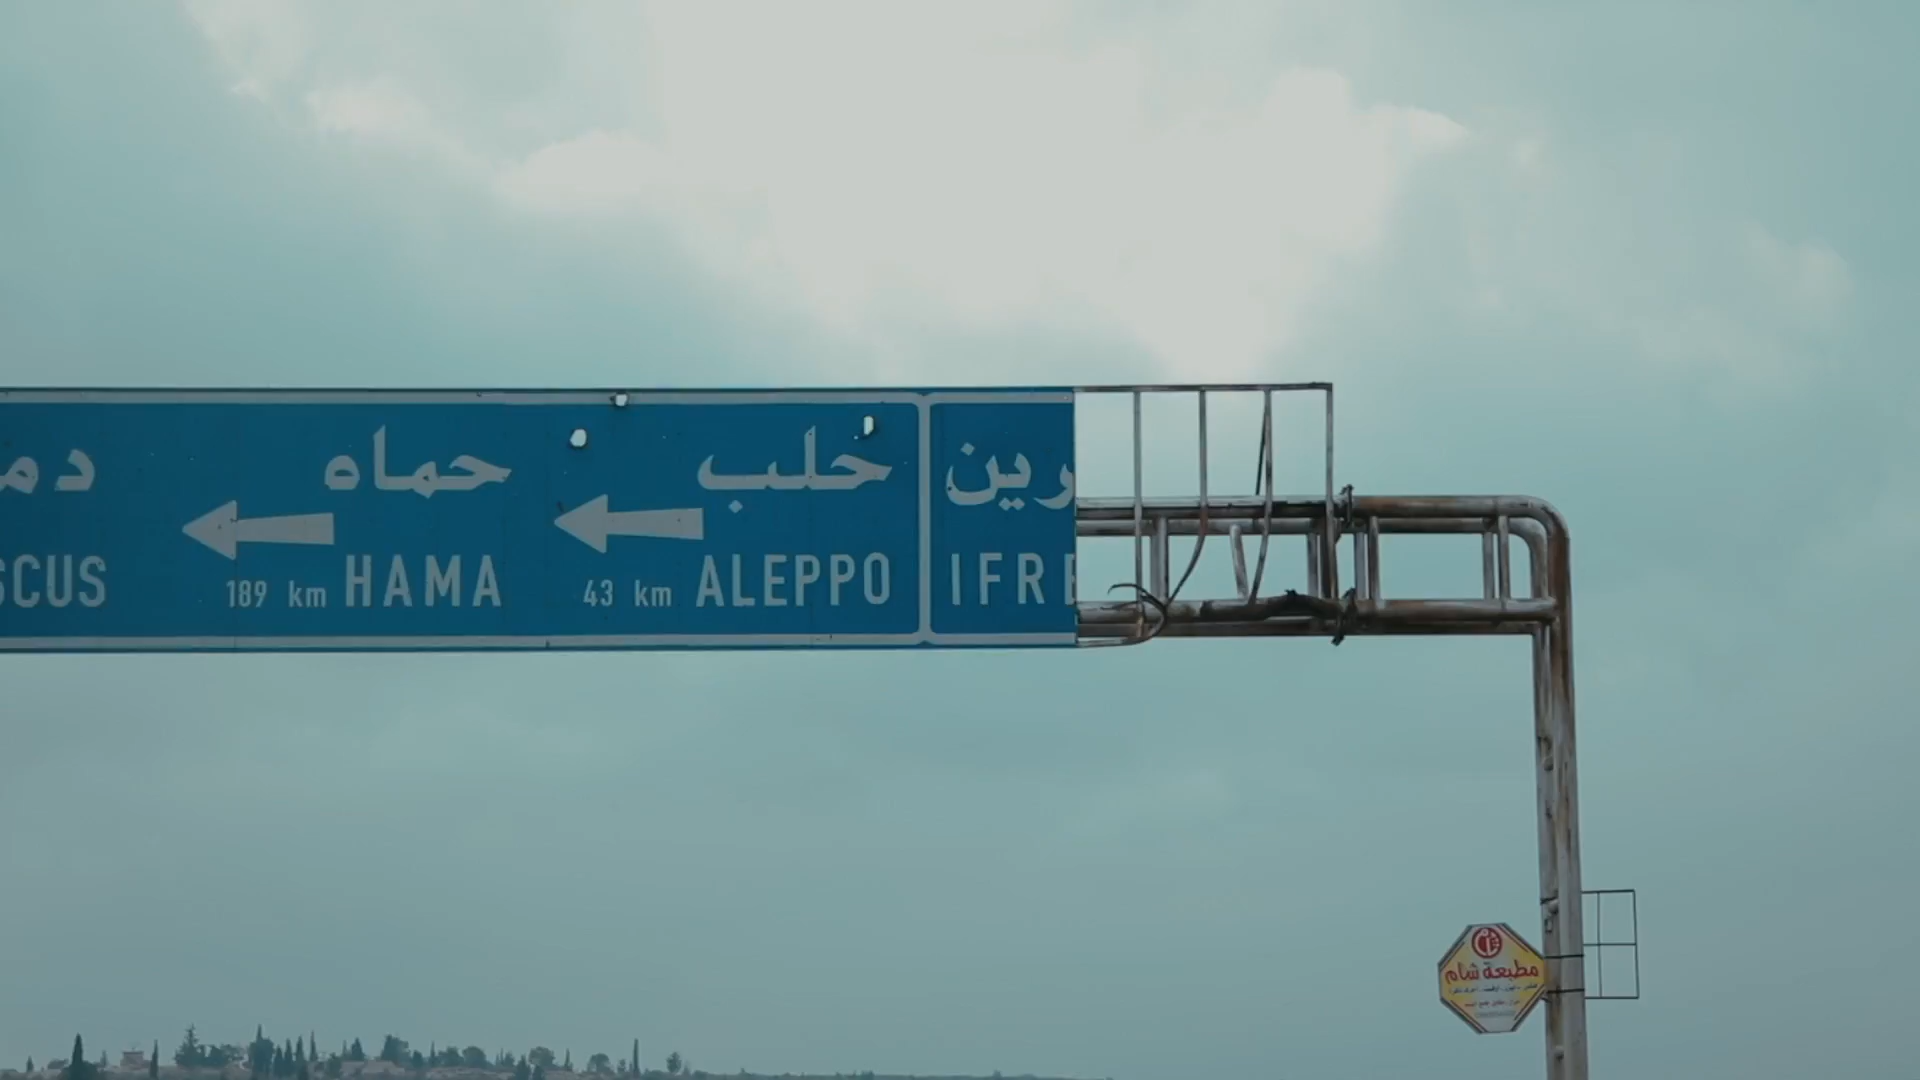 دم
حماه
حلب
رين
SCUS
189 km HAMA
43 km ALEPPO
IFRE
مطبعة شام